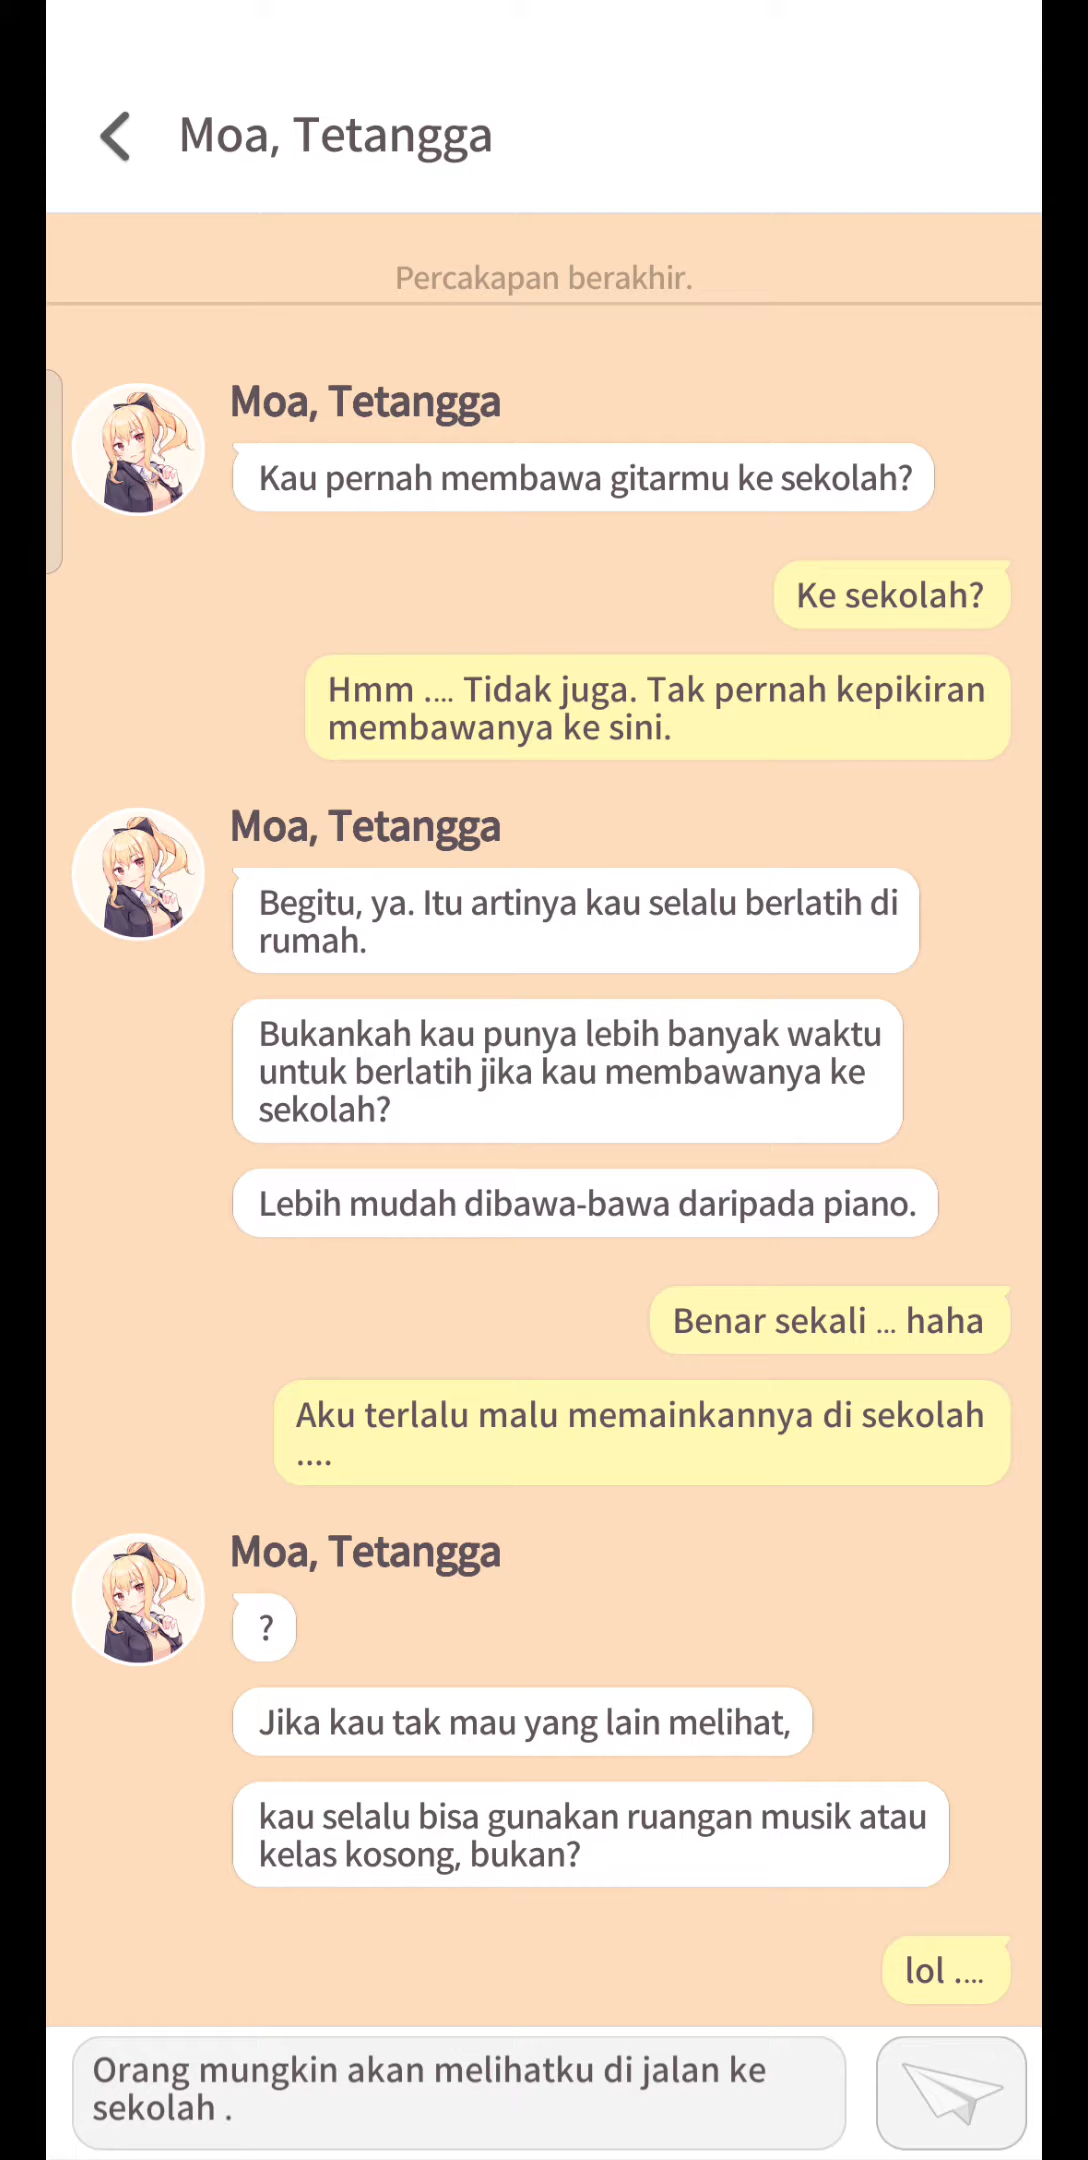 Moa, Tetangga
Percakapan berakhir.
Moa, Tetangga
Kau pernah membawa gitarmu ke sekolah?
Ke sekolah?
Hmm .... Tidak juga. Tak pernah kepikiran
membawanya ke sini.
Moa, Tetangga
Begitu, ya. Itu artinya kau selalu berlatih di
rumah.
Bukankah kau punya lebih banyak waktu
untuk berlatih jika kau membawanya ke
sekolah?
Lebih mudah dibawa-bawa daripada piano.
Benar sekali ... haha
Aku terlalu malu memainkannya di sekolah
....
Moa, Tetangga
?
Jika kau tak mau yang lain melihat,
kau selalu bisa gunakan ruangan musik atau
kelas kosong, bukan?
lol ....
Orang mungkin akan melihatku di jalan ke
sekolah .